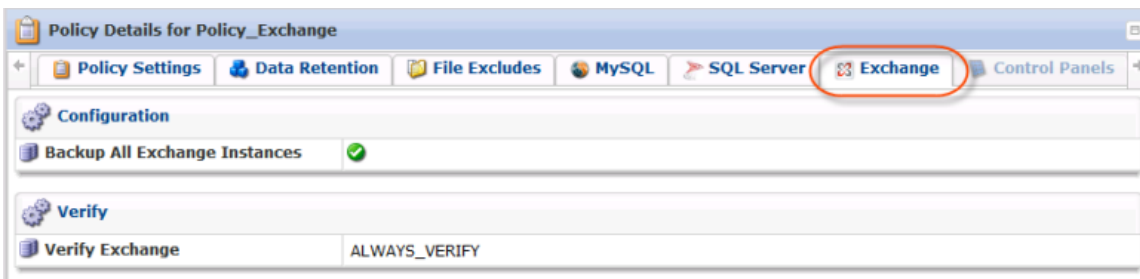 Policy Details for Policy_Exchange
Policy Settings Data Retention File Excludes MySQL SQL Server Exchange Control Panels
Configuration
Backup All Exchange Instances
Verify
Verify Exchange ALWAYS_VERIFY